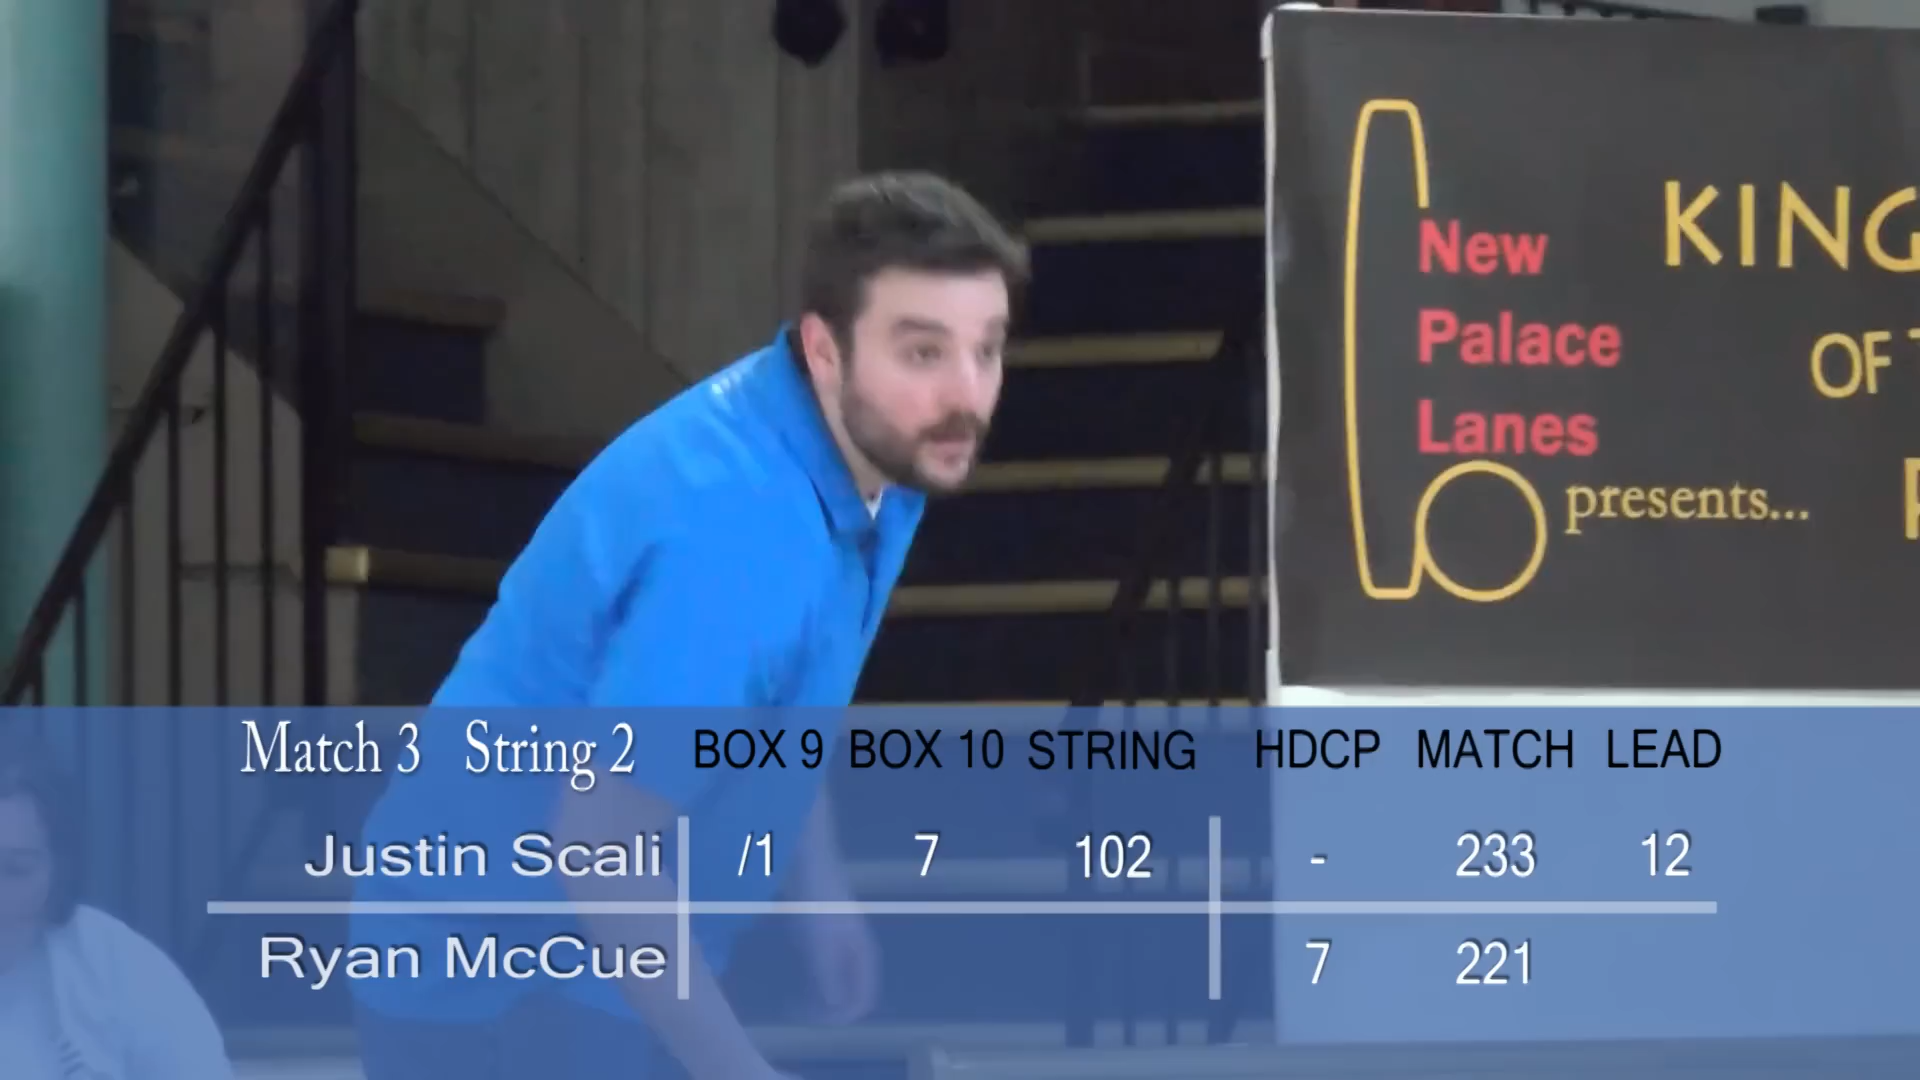 KING
New
OF
Palace
Lanes
presents...
Match 3 String 2 BOX 9 BOX 10 STRING HDCP MATCH LEAD
Justin Scali /1 7 102 - 233 12
Ryan McCue 7 221